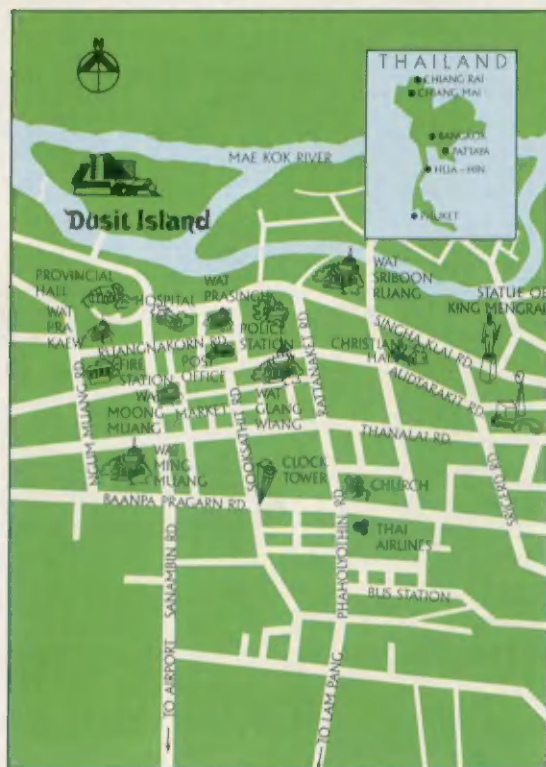 N
THAILAND
CHIANG RAI
CHIANG MAI
BANGKOK
PATTAYA
HUA-HIN
PHUKET
MAE KOK RIVER
Dusit Island
PROVINCIAL
HALL
HOSPITAL
WAT
PRASINGH
WAT
SRIBOON
RUANG
STATUE OF
KING MENGRAI
WAT
PRA
KAEW
RUANGNAKORN RD.
POLICE
STATION
CHRISTIAN
SINGHA KLAI RD.
FIRE
STATION
POST
OFFICE
WAT
MOONG
MUANG
MARKET
WAT
GLANG
WIANG
RATTANAKET RD.
THANALAI RD.
NGUM MUANG RD.
SOOKSATHIT RD.
WAT
MING
MUANG
CLOCK
TOWER
CHURCH
BAANPA PRAGARN RD.
THAI
AIRLINES
SANAMBIN RD.
PHAHOLYOTHIN RD.
BUS STATION
TO AIRPORT
TO LAM PANG